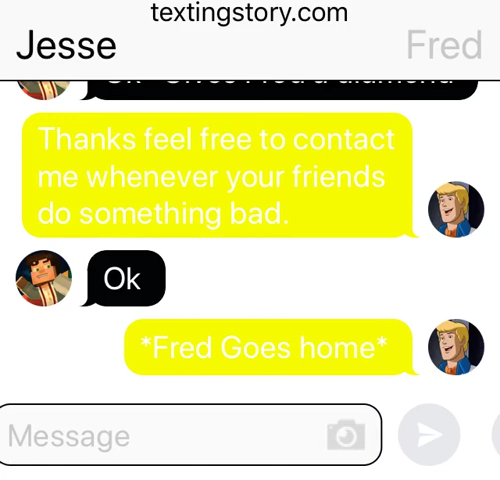 textingstory.com
Jesse
Fred
Thanks feel free to contact
me whenever your friends
do something bad.
Ok
*Fred Goes home*
Message